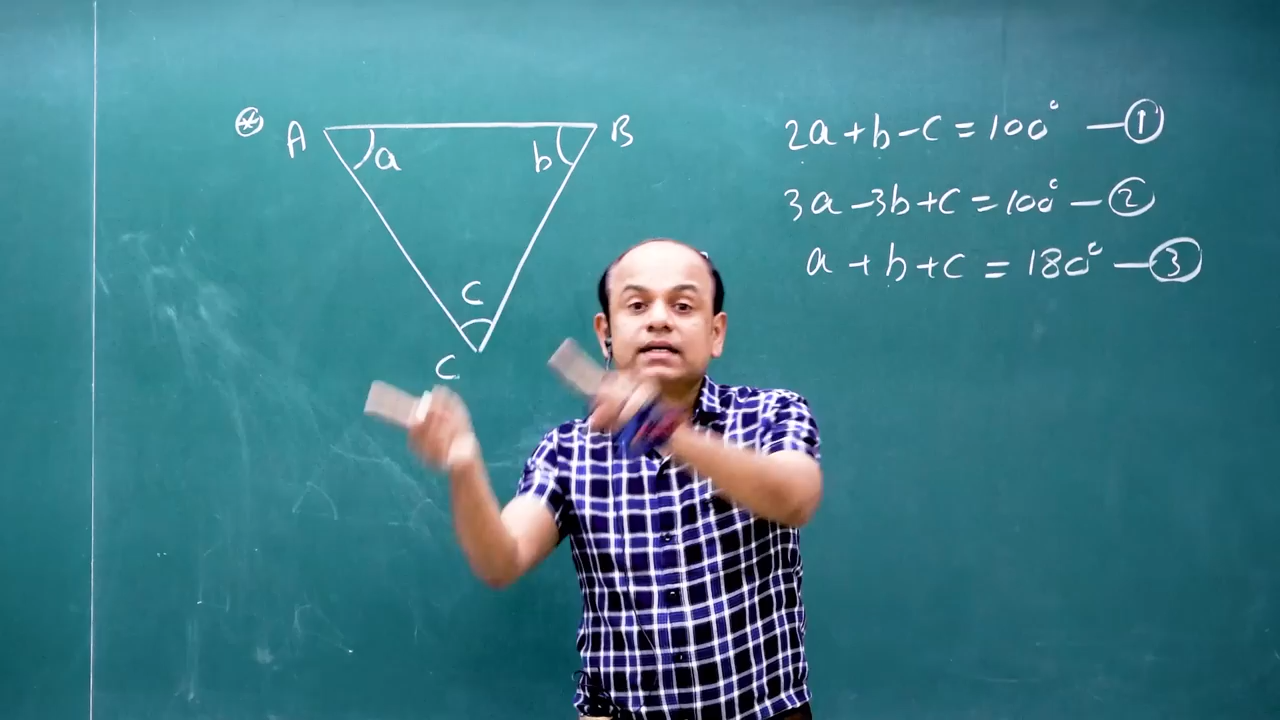 ⊛ A B
a b
C
C
2a + b - c = 100° — ①
3a - 3b + c = 100° — ②
a + b + c = 180° — ③